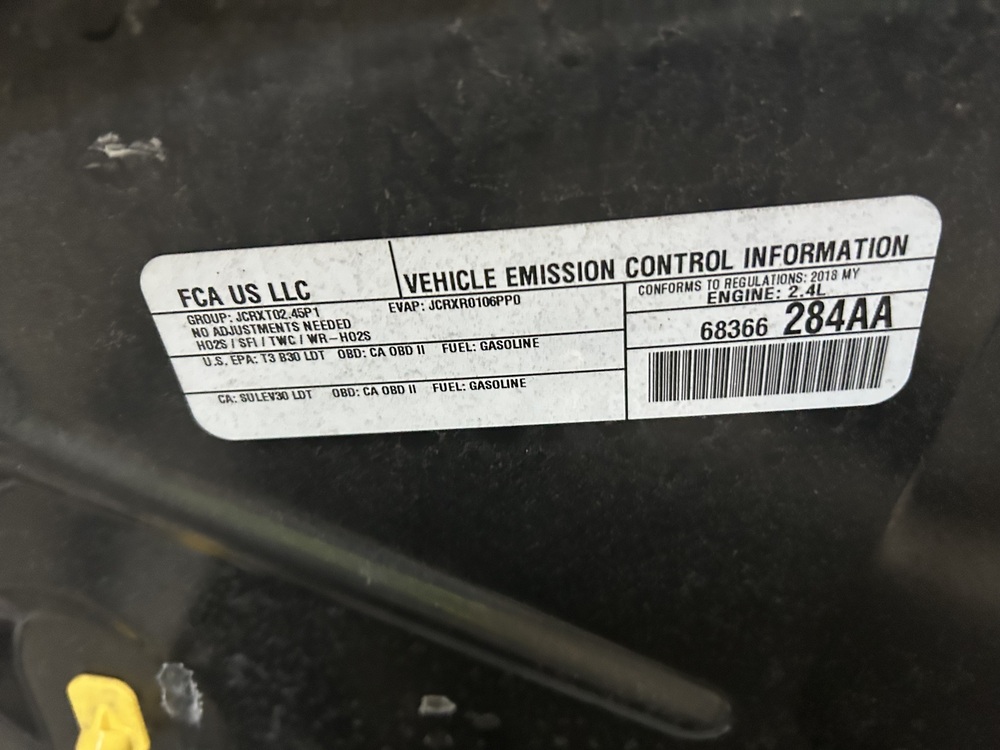 FCA US LLC
VEHICLE EMISSION CONTROL INFORMATION
GROUP: JCRXT02.45P1
EVAP: JCRXR0106PP0
NO ADJUSTMENTS NEEDED
HO2S / SFI / TWC / WR-HO2S
U.S. EPA: T3 B30 LDT OBD: CA OBD II FUEL: GASOLINE
CA: SULEV30 LDT OBD: CA OBD II FUEL: GASOLINE
CONFORMS TO REGULATIONS: 2018 MY
ENGINE: 2.4L
68366 284AA